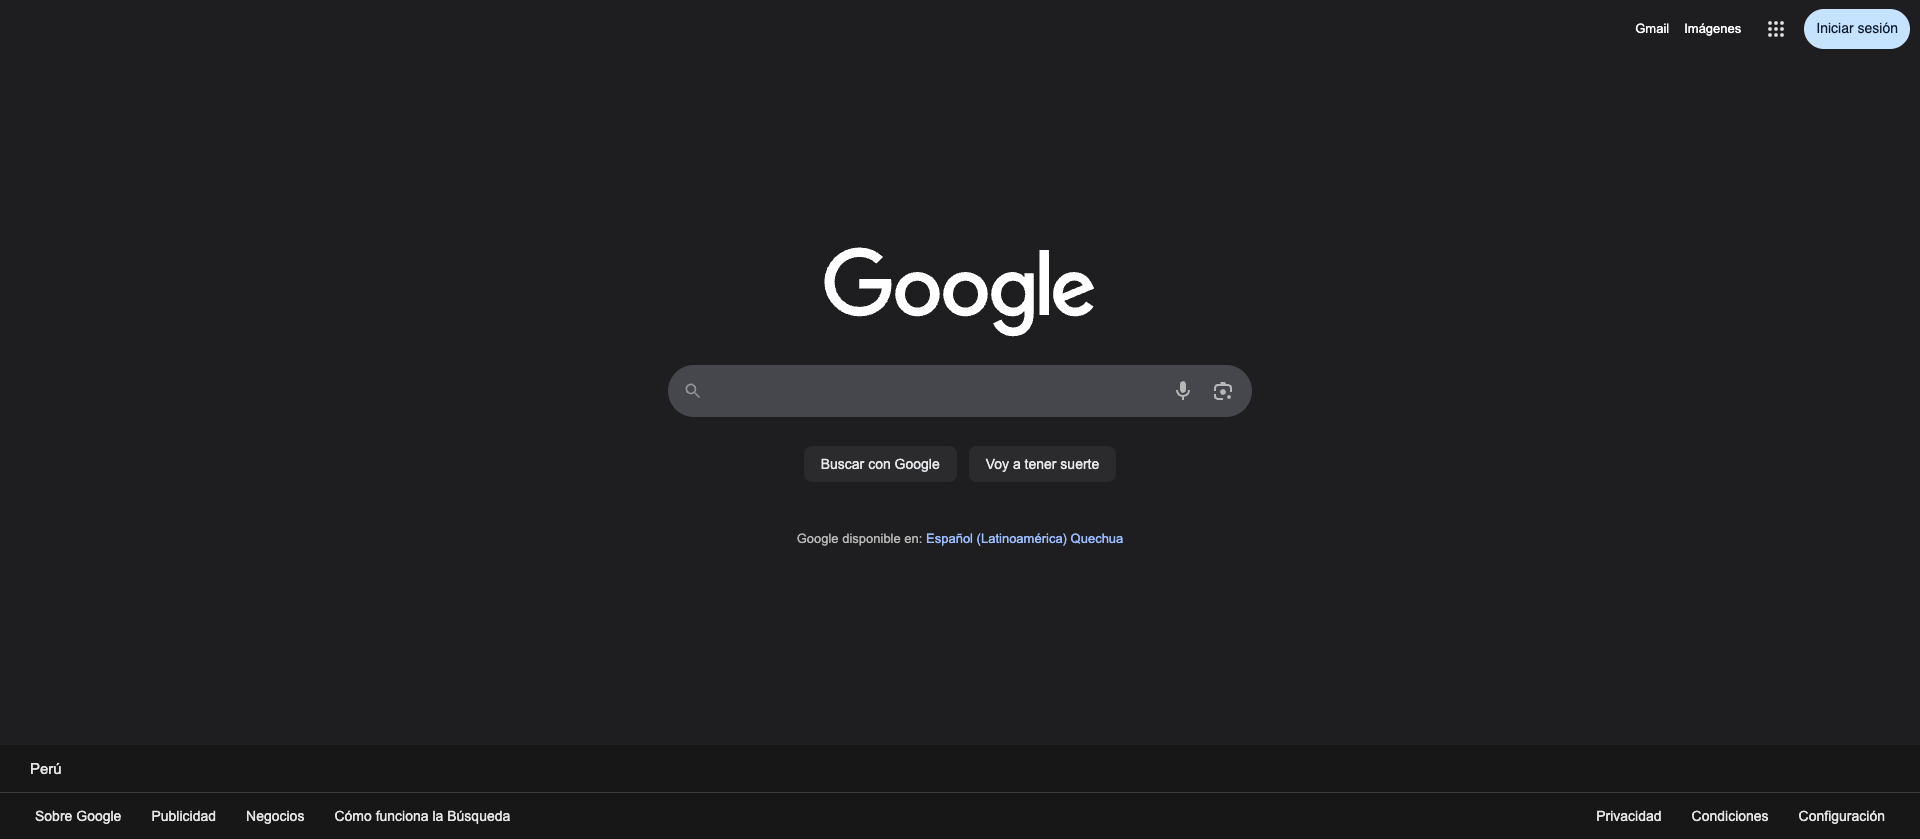 Gmail Imágenes Iniciar sesión
Google
Buscar con Google Voy a tener suerte
Google disponible en: Español (Latinoamérica) Quechua
Perú
Sobre Google Publicidad Negocios Cómo funciona la Búsqueda Privacidad Condiciones Configuración